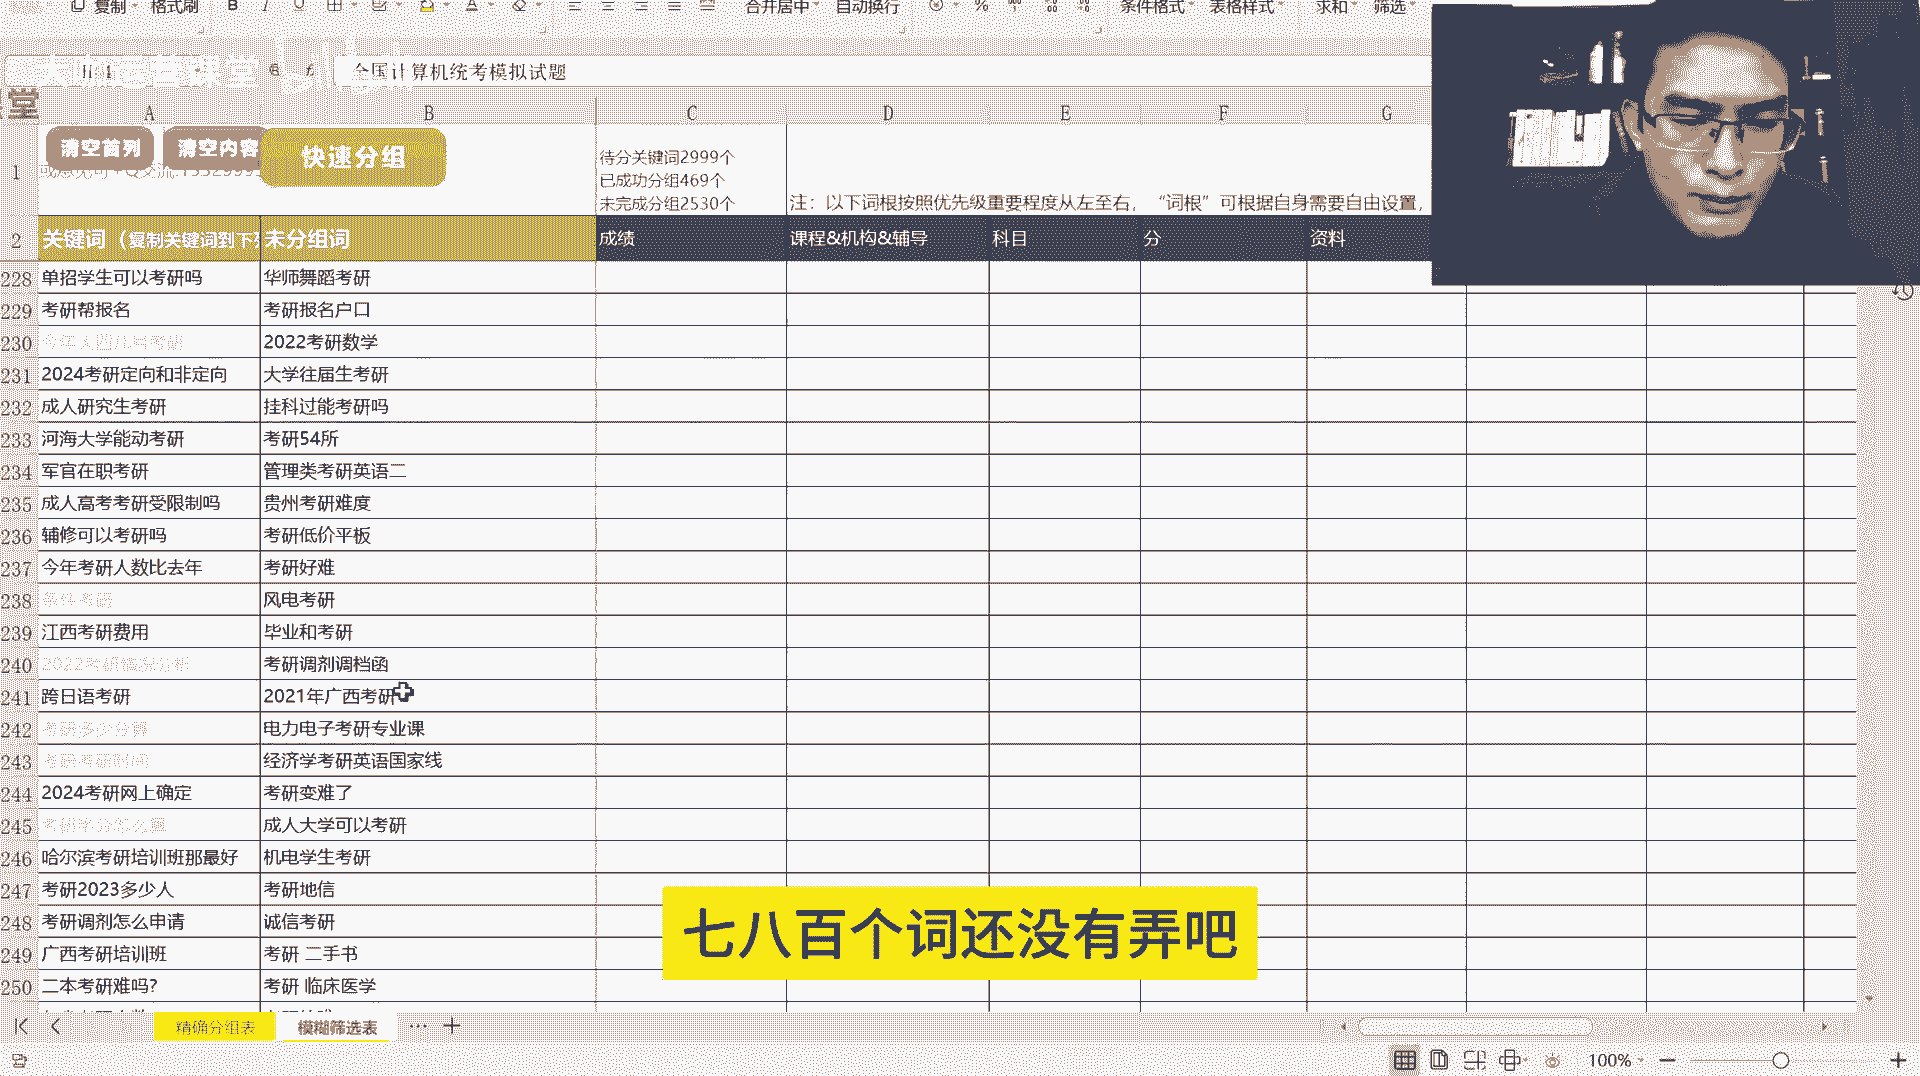 复制 格式刷 B I U A 合并居中 自动换行 % 条件格式 表格样式 求和 筛选
全国计算机统考模拟试题
A B C D E F G
清空首列 清空内容 快速分组
待分关键词2999个
已成功分组469个
未完成分组2530个
1 注：以下词根按照优先级重要程度从左至右，“词根”可根据自身需要自由设置，
2 关键词（复制关键词到下 未分组词 成绩 课程&机构&辅导 科目 分 资料
228 单招学生可以考研吗 华师舞蹈考研
229 考研帮报名 考研报名户口
230 2022考研数学
231 2024考研定向和非定向 大学往届生考研
232 成人研究生考研 挂科过能考研吗
233 河海大学能动考研 考研54所
234 军官在职考研 管理类考研英语二
235 成人高考考研受限制吗 贵州考研难度
236 辅修可以考研吗 考研低价平板
237 今年考研人数比去年 考研好难
238 风电考研
239 江西考研费用 毕业和考研
240 2022考研情况分析 考研调剂调档函
241 跨日语考研 2021年广西考研
242 电力电子考研专业课
243 经济学考研英语国家线
244 2024考研网上确定 考研变难了
245 成人大学可以考研
246 哈尔滨考研培训班那最好 机电学生考研
247 考研2023多少人 考研地信
248 考研调剂怎么申请 诚信考研
249 广西考研培训班 考研 二手书
250 二本考研难吗? 考研 临床医学
七八百个词还没有弄吧
精确分组表 模糊筛选表 ··· +
100% − +